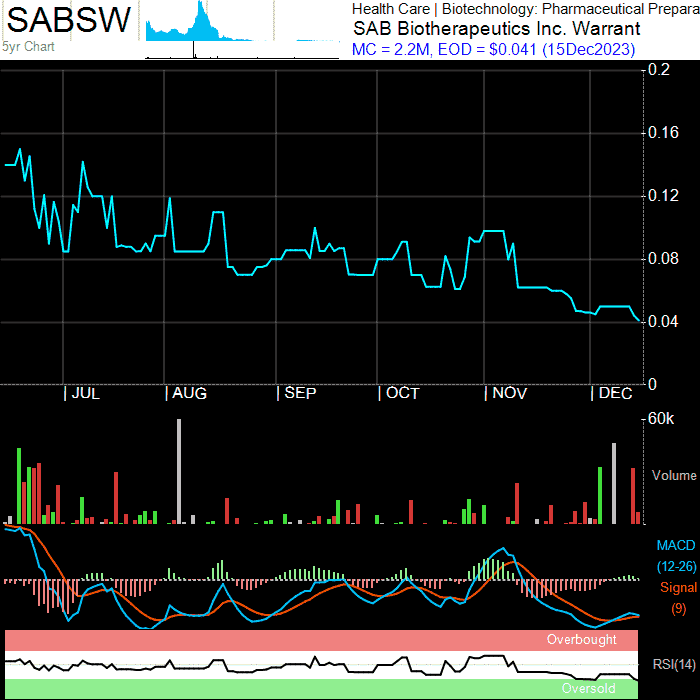 SABSW
5yr Chart
Health Care | Biotechnology: Pharmaceutical Prepara
SAB Biotherapeutics Inc. Warrant
MC = 2.2M, EOD = $0.041 (15Dec2023)
0.2
0.16
0.12
0.08
0.04
0
| JUL | AUG | SEP | OCT | NOV | DEC
60k
Volume
MACD
(12-26)
Signal
(9)
Overbought
RSI(14)
Oversold